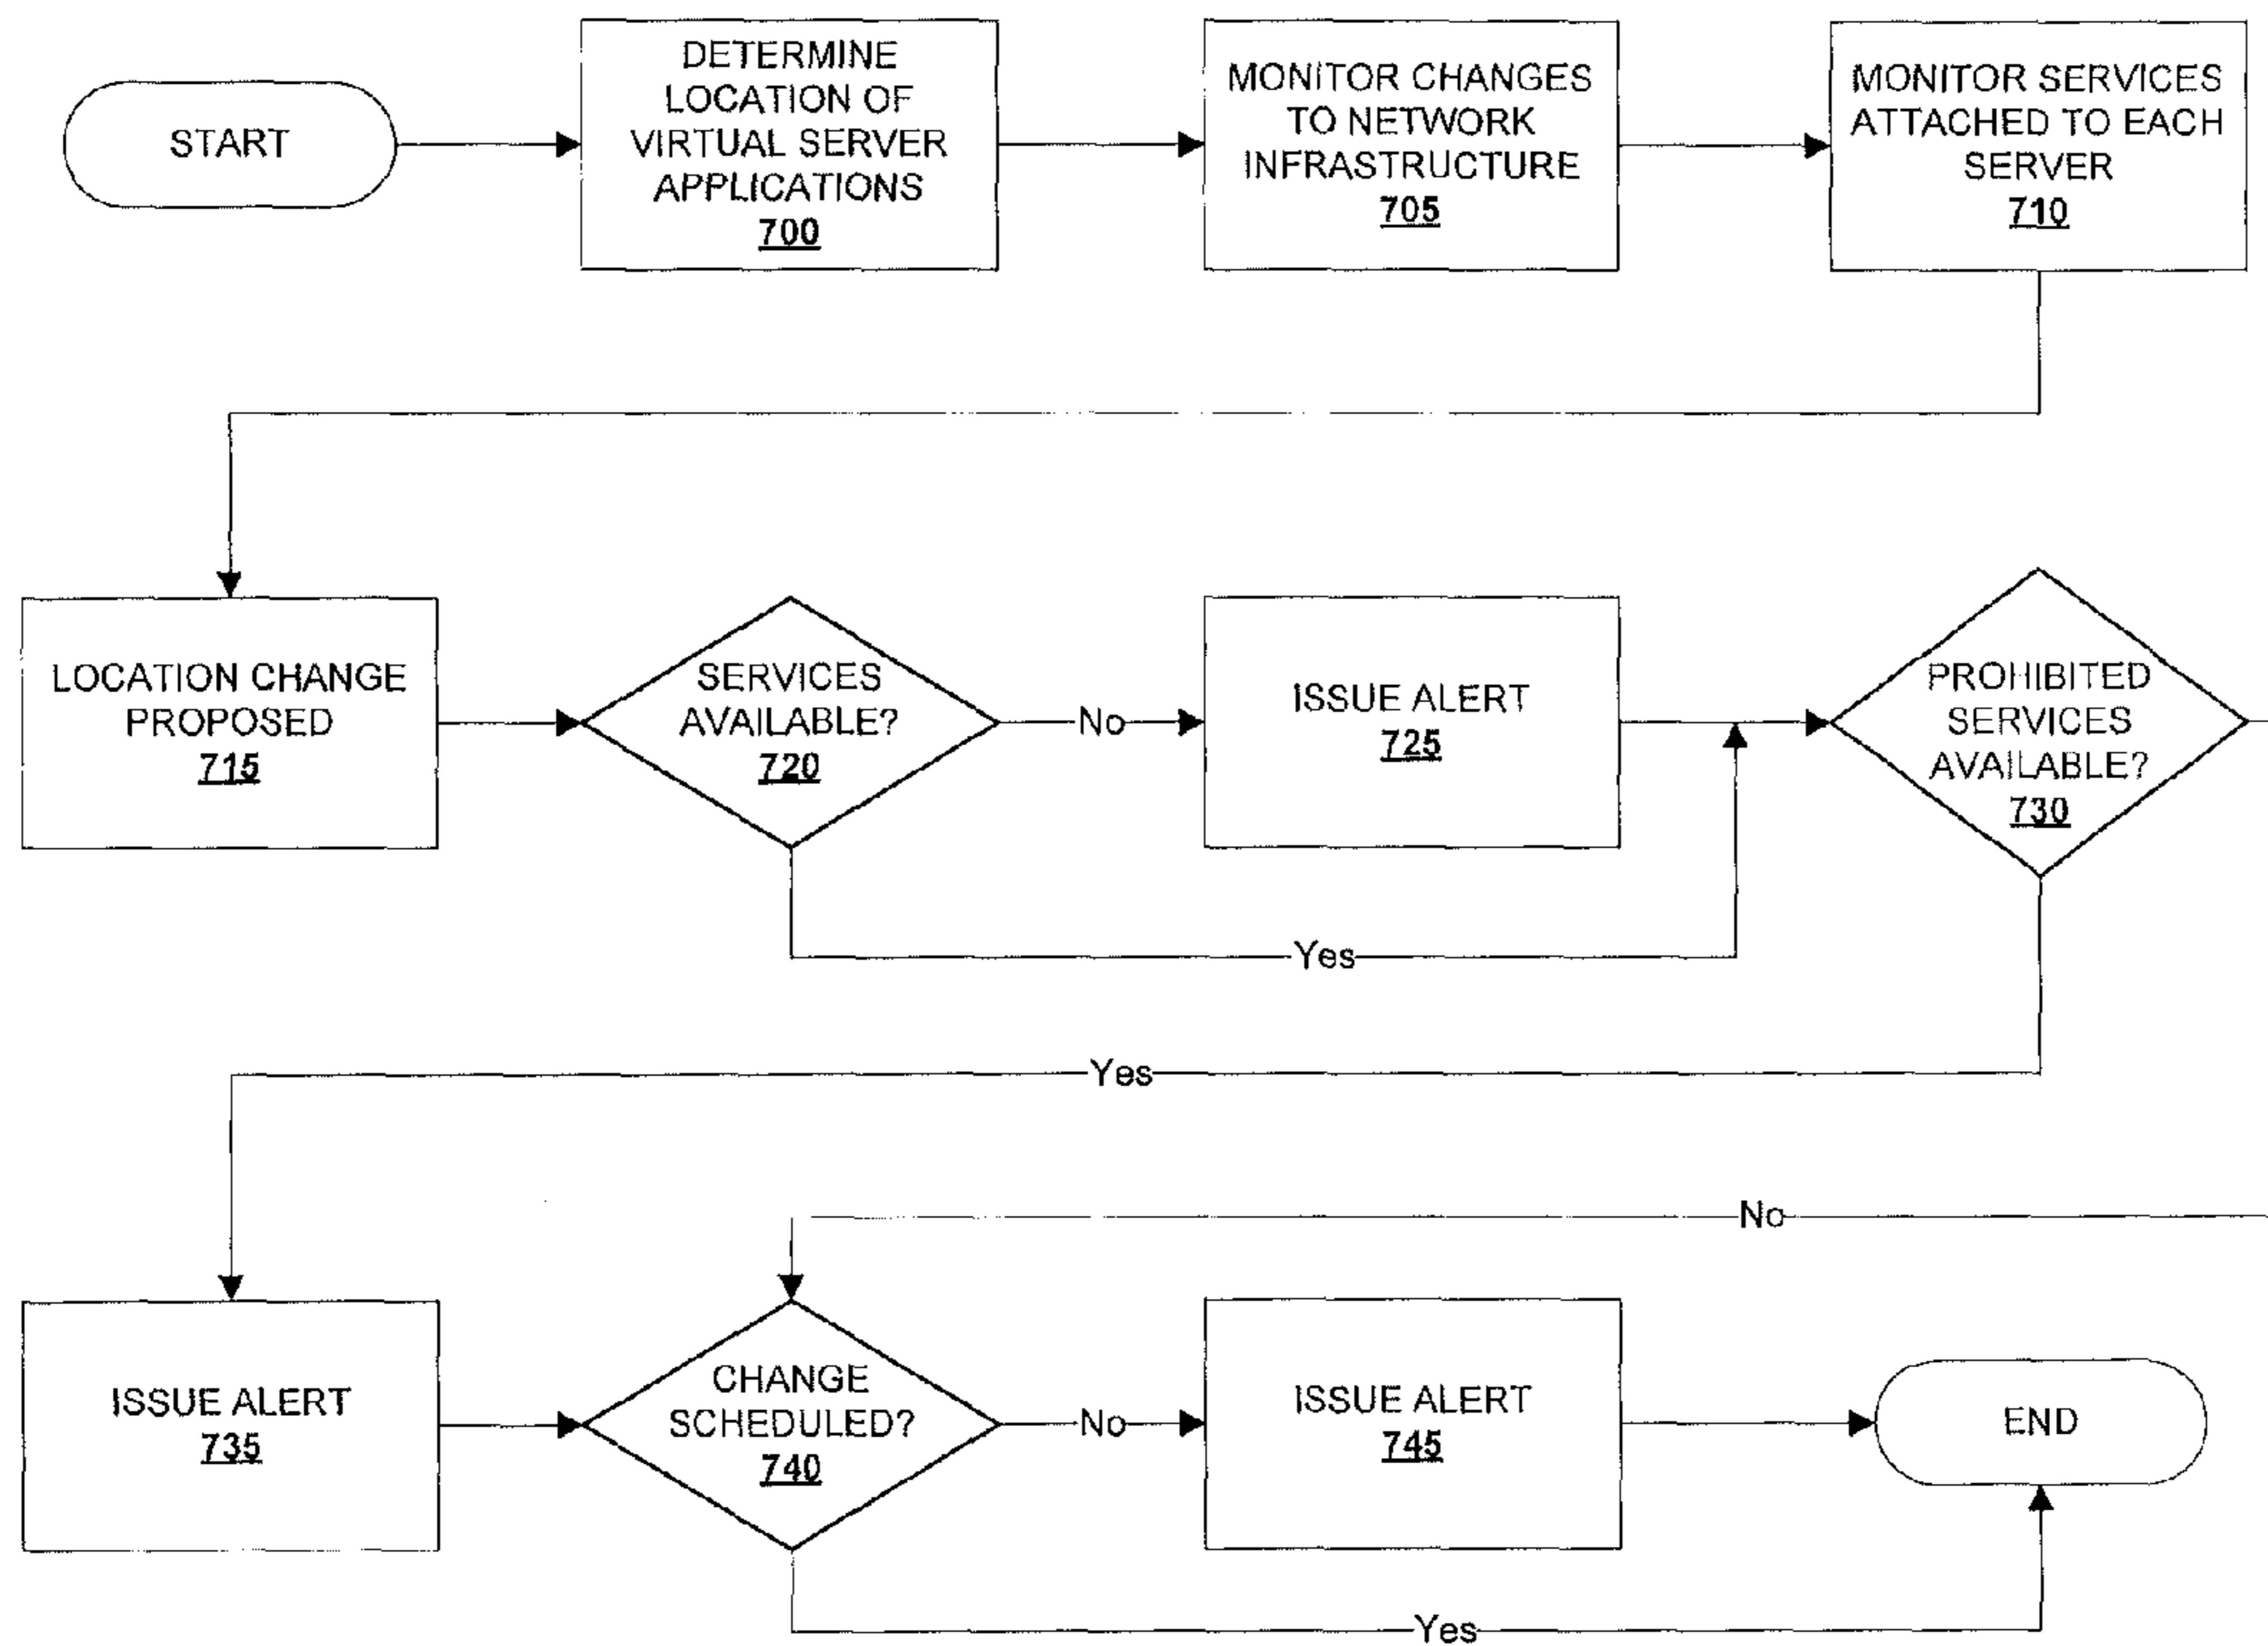 START
DETERMINE
LOCATION OF
VIRTUAL SERVER
APPLICATIONS
700
MONITOR CHANGES
TO NETWORK
INFRASTRUCTURE
705
MONITOR SERVICES
ATTACHED TO EACH
SERVER
710
LOCATION CHANGE
PROPOSED
715
SERVICES
AVAILABLE?
720
No
ISSUE ALERT
725
PROHIBITED
SERVICES
AVAILABLE?
730
Yes
Yes
No
ISSUE ALERT
735
CHANGE
SCHEDULED?
740
No
ISSUE ALERT
745
END
Yes